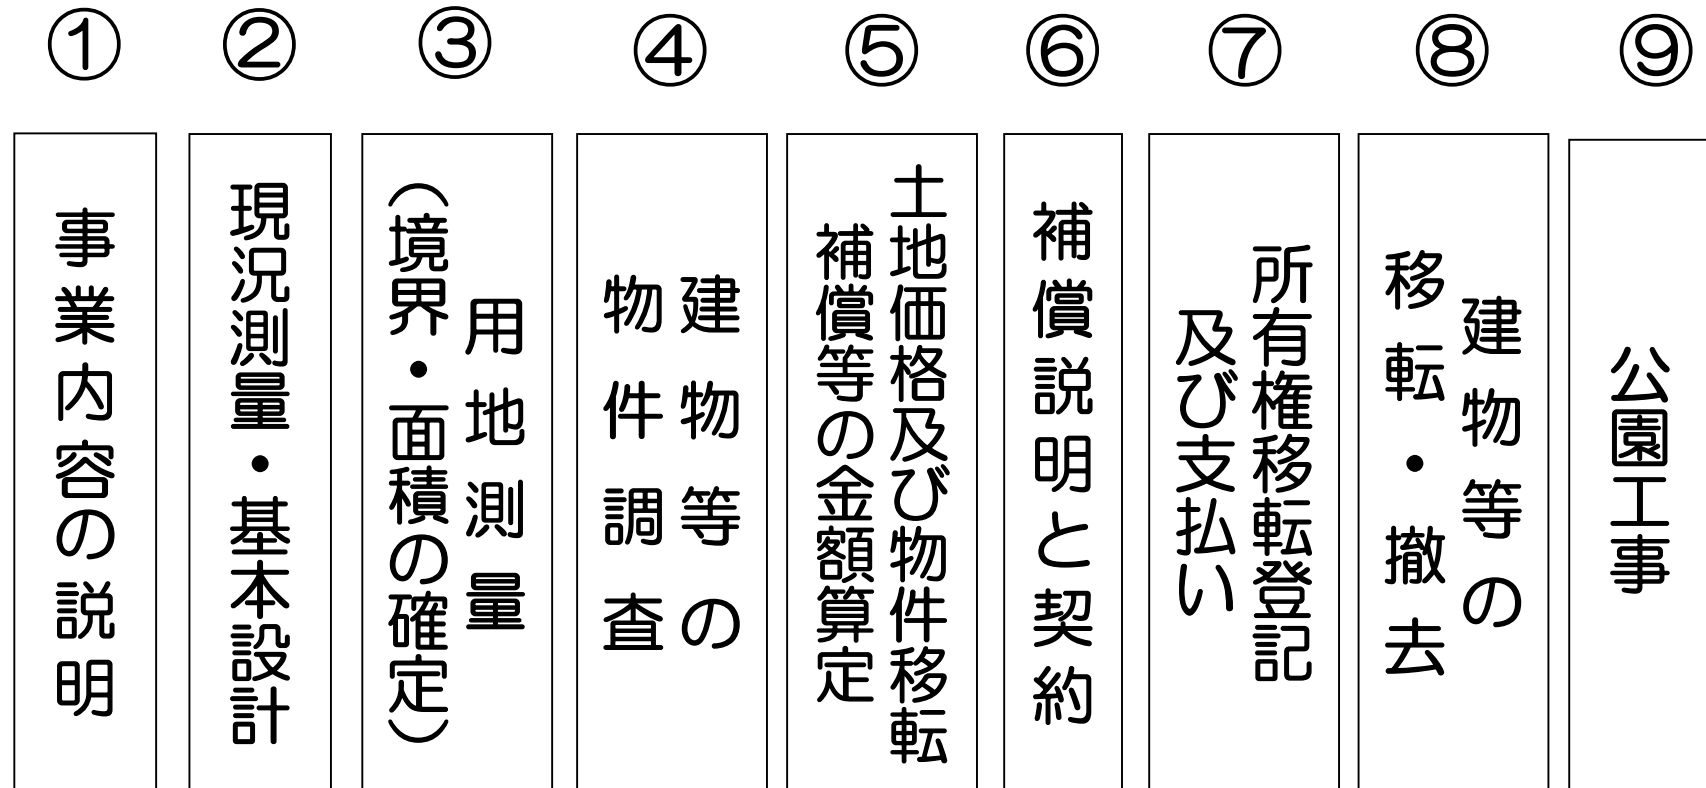 ①
事業内容の説明
②
現況測量・基本設計
③
用地測量
（境界・面積の確定）
④
建物等の
物件調査
⑤
土地価格及び物件移転
補償等の金額算定
⑥
補償説明と契約
⑦
所有権移転登記
及び支払い
⑧
建物等の
移転・撤去
⑨
公園工事